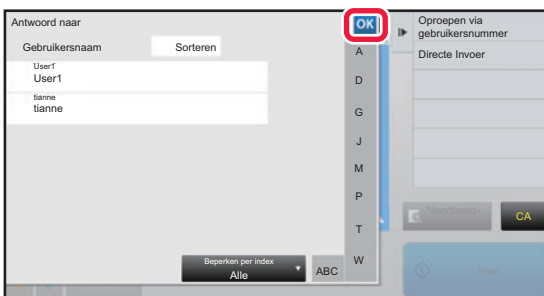 Antwoord naar
OK
Gebruikersnaam
Sorteren
User1
User1
tianne
tianne
A
D
G
J
M
P
T
W
Beperken per index
Alle
ABC
Oproepen via
gebruikersnummer
Directe Invoer
Voorbeeld-
CA
Start